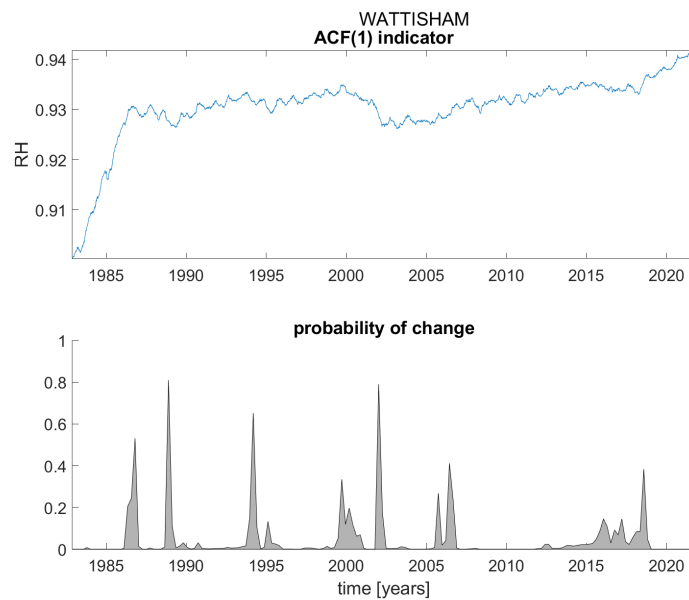 WATTISHAM
ACF(1) indicator
0.94
0.93
0.92
0.91
RH
1985 1990 1995 2000 2005 2010 2015 2020
probability of change
1
0.8
0.6
0.4
0.2
0
1985 1990 1995 2000 2005 2010 2015 2020
time [years]